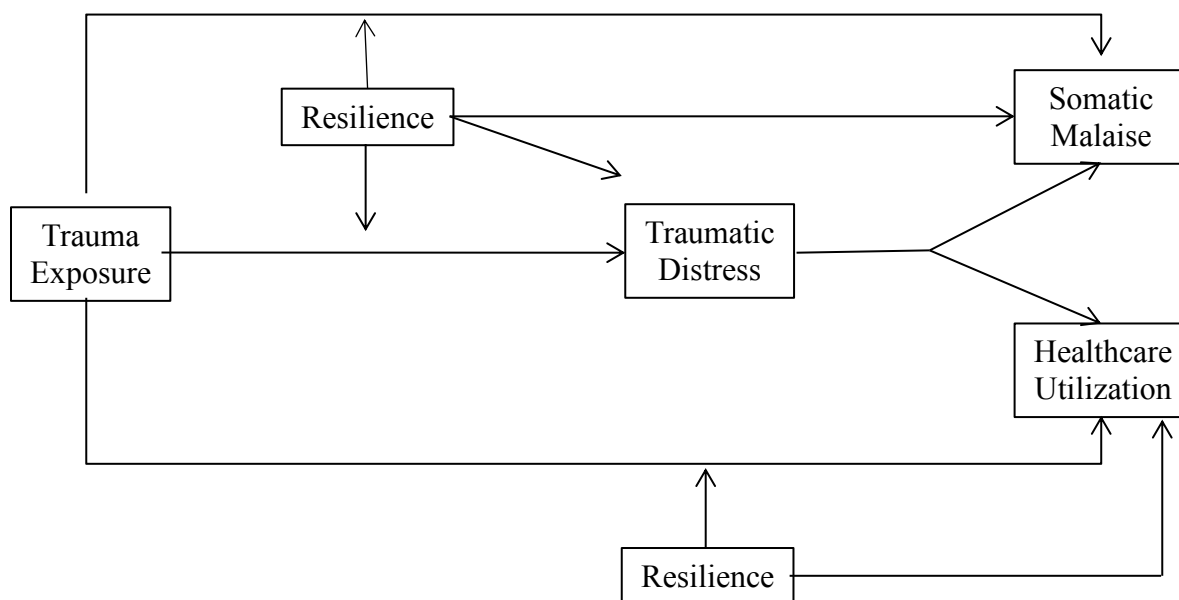 Resilience
Somatic
Malaise
Trauma
Exposure
Traumatic
Distress
Healthcare
Utilization
Resilience